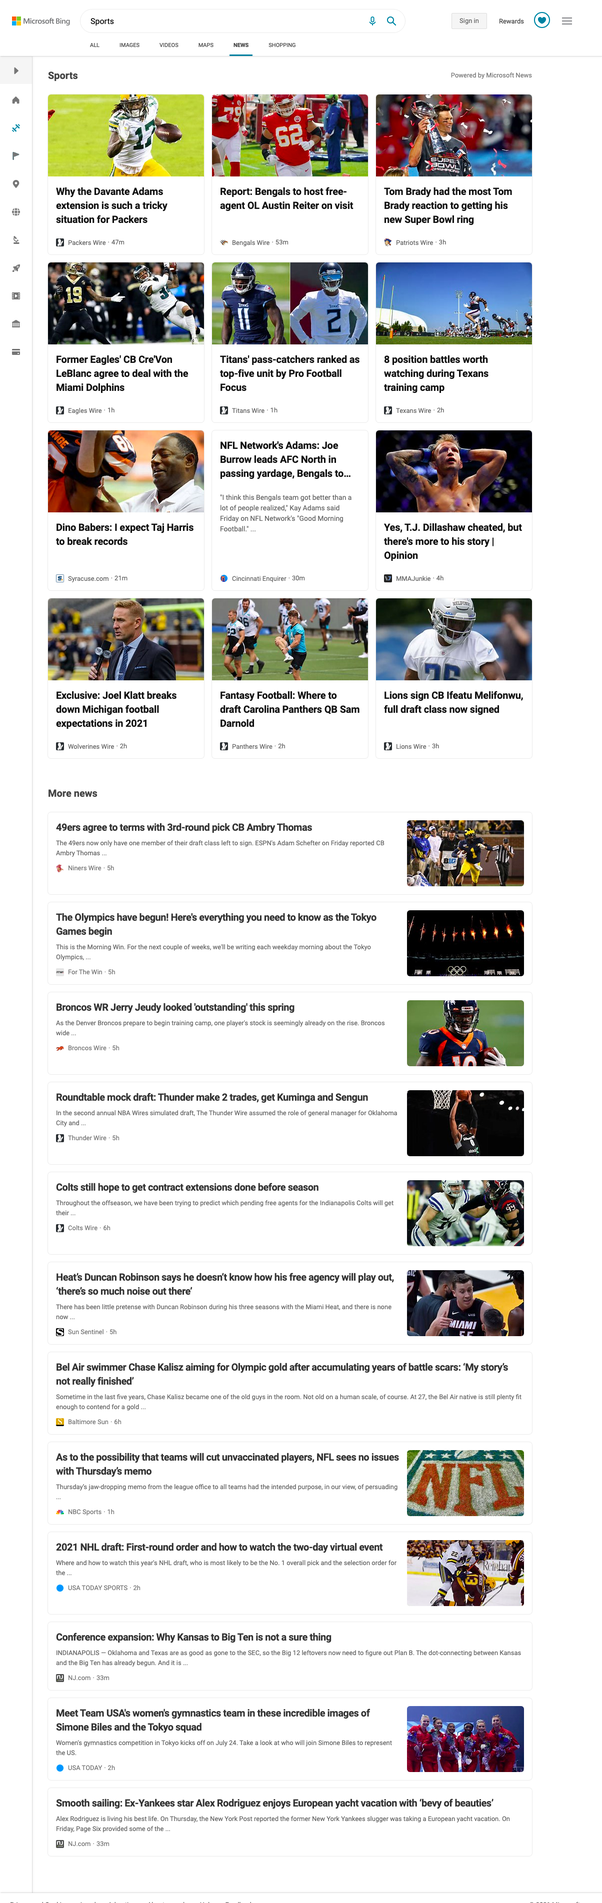 Microsoft Bing
Sports
Sign in
Rewards
ALL
IMAGES
VIDEOS
MAPS
NEWS
SHOPPING
Sports
Powered by Microsoft News
Why the Davante Adams
extension is such a tricky
situation for Packers
Packers Wire · 47m
Report: Bengals to host free-
agent OL Austin Reiter on visit
Bengals Wire · 53m
Tom Brady had the most Tom
Brady reaction to getting his
new Super Bowl ring
Patriots Wire · 3h
Former Eagles' CB Cre'Von
LeBlanc agree to deal with the
Miami Dolphins
Eagles Wire · 1h
Titans' pass-catchers ranked as
top-five unit by Pro Football
Focus
Titans Wire · 1h
8 position battles worth
watching during Texans
training camp
Texans Wire · 2h
Dino Babers: I expect Taj Harris
to break records
Syracuse.com · 21m
NFL Network's Adams: Joe
Burrow leads AFC North in
passing yardage, Bengals to...
"I think this Bengals team got better than a
lot of people realized," Kay Adams said
Friday on NFL Network's "Good Morning
Football." ...
Cincinnati Enquirer · 30m
Yes, T.J. Dillashaw cheated, but
there's more to his story |
Opinion
MMAJunkie · 4h
Exclusive: Joel Klatt breaks
down Michigan football
expectations in 2021
Wolverines Wire · 2h
Fantasy Football: Where to
draft Carolina Panthers QB Sam
Darnold
Panthers Wire · 2h
Lions sign CB Ifeatu Melifonwu,
full draft class now signed
Lions Wire · 3h
More news
49ers agree to terms with 3rd-round pick CB Ambry Thomas
The 49ers now only have one member of their draft class left to sign. ESPN's Adam Schefter on Friday reported CB
Ambry Thomas ...
Niners Wire · 5h
The Olympics have begun! Here's everything you need to know as the Tokyo
Games begin
This is the Morning Win. For the next couple of weeks, we'll be writing each weekday morning about the Tokyo
Olympics, ...
For The Win · 5h
Broncos WR Jerry Jeudy looked 'outstanding' this spring
As the Denver Broncos prepare to begin training camp, one player's stock is seemingly already on the rise. Broncos
wide ...
Broncos Wire · 5h
Roundtable mock draft: Thunder make 2 trades, get Kuminga and Sengun
In the second annual NBA Wires simulated draft, The Thunder Wire assumed the role of general manager for Oklahoma
City and ...
Thunder Wire · 5h
Colts still hope to get contract extensions done before season
Throughout the offseason, we have been trying to predict which pending free agents for the Indianapolis Colts will get
their ...
Colts Wire · 6h
Heat's Duncan Robinson says he doesn't know how his free agency will play out,
'there's so much noise out there'
There has been little pretense with Duncan Robinson during his three seasons with the Miami Heat, and there is none
now ...
Sun Sentinel · 5h
Bel Air swimmer Chase Kalisz aiming for Olympic gold after accumulating years of battle scars: 'My story's
not really finished'
Sometime in the last five years, Chase Kalisz became one of the old guys in the room. Not old on a human scale, of course. At 27, the Bel Air native is still plenty fit
enough to contend for a gold ...
Baltimore Sun · 6h
As to the possibility that teams will cut unvaccinated players, NFL sees no issues
with Thursday's memo
Thursday's jaw-dropping memo from the league office to all teams had the intended purpose, in our view, of persuading
...
NBC Sports · 1h
2021 NHL draft: First-round order and how to watch the two-day virtual event
Where and how to watch this year's NHL draft, who is most likely to be the No. 1 overall pick and the selection order for
the ...
USA TODAY SPORTS · 2h
Conference expansion: Why Kansas to Big Ten is not a sure thing
INDIANAPOLIS — Oklahoma and Texas are as good as gone to the SEC, so the Big 12 leftovers now need to figure out Plan B. The dot-connecting between Kansas
and the Big Ten has already begun. And it is ...
NJ.com · 33m
Meet Team USA's women's gymnastics team in these incredible images of
Simone Biles and the Tokyo squad
Women's gymnastics competition in Tokyo kicks off on July 24. Take a look at who will join Simone Biles to represent
the US.
USA TODAY · 2h
Smooth sailing: Ex-Yankees star Alex Rodriguez enjoys European yacht vacation with 'bevy of beauties'
Alex Rodriguez is living his best life. On Thursday, the New York Post reported the former New York Yankees slugger was taking a European yacht vacation. On
Friday, Page Six provided some of the ...
NJ.com · 33m